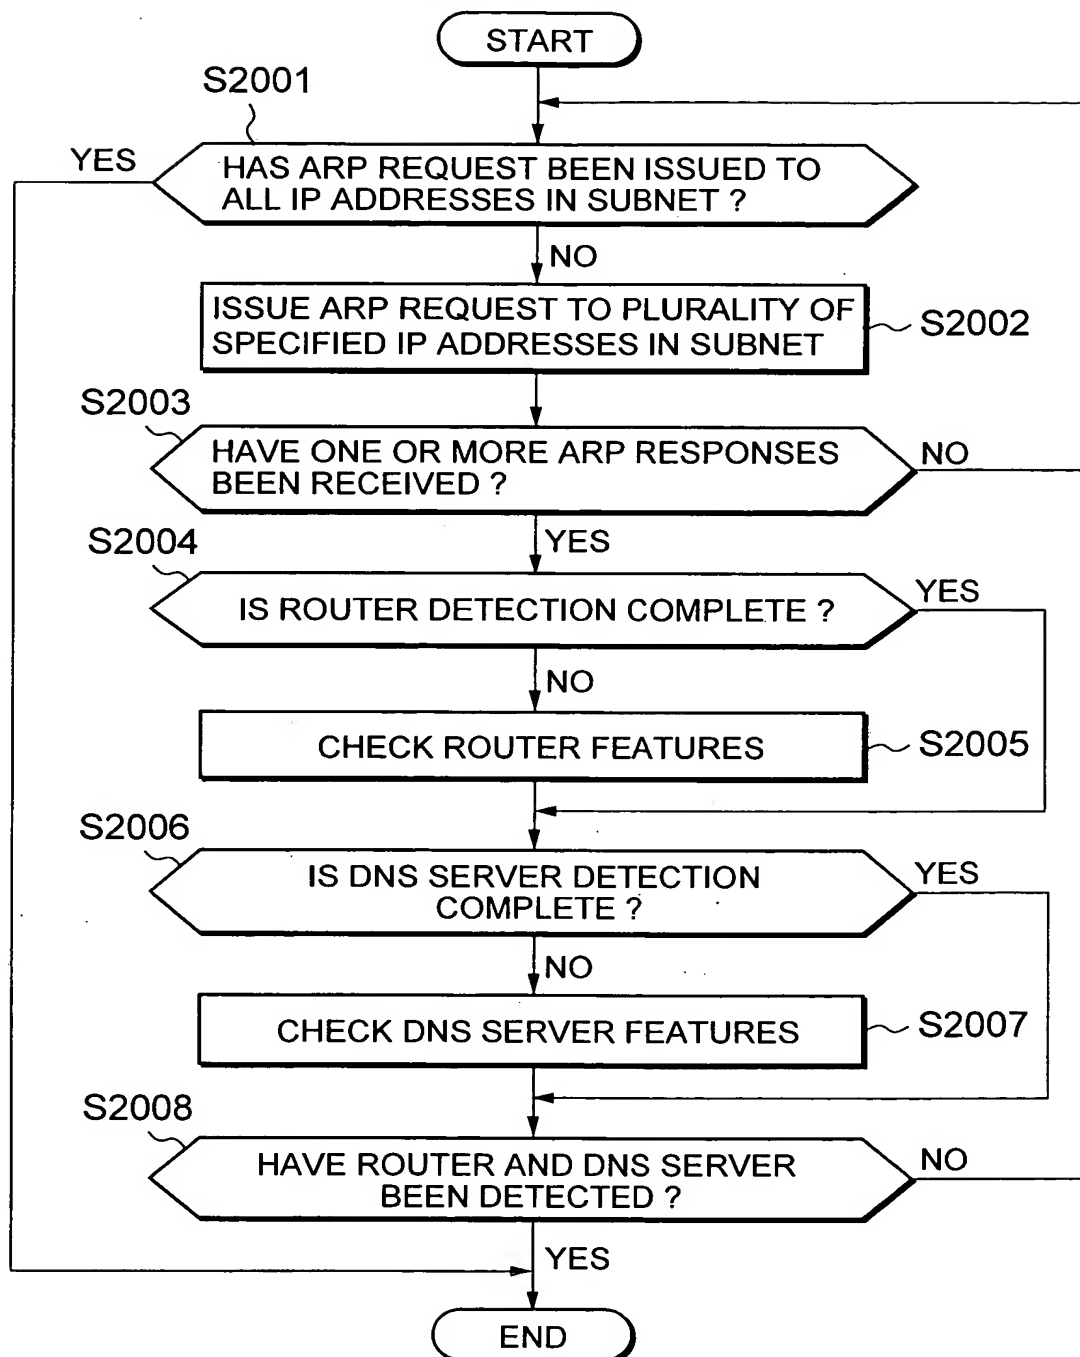 START
S2001
YES
HAS ARP REQUEST BEEN ISSUED TO
ALL IP ADDRESSES IN SUBNET ?
NO
ISSUE ARP REQUEST TO PLURALITY OF
SPECIFIED IP ADDRESSES IN SUBNET
S2002
S2003
HAVE ONE OR MORE ARP RESPONSES
BEEN RECEIVED ?
NO
YES
S2004
IS ROUTER DETECTION COMPLETE ?
YES
NO
CHECK ROUTER FEATURES
S2005
S2006
IS DNS SERVER DETECTION
COMPLETE ?
YES
NO
CHECK DNS SERVER FEATURES
S2007
S2008
HAVE ROUTER AND DNS SERVER
BEEN DETECTED ?
NO
YES
END